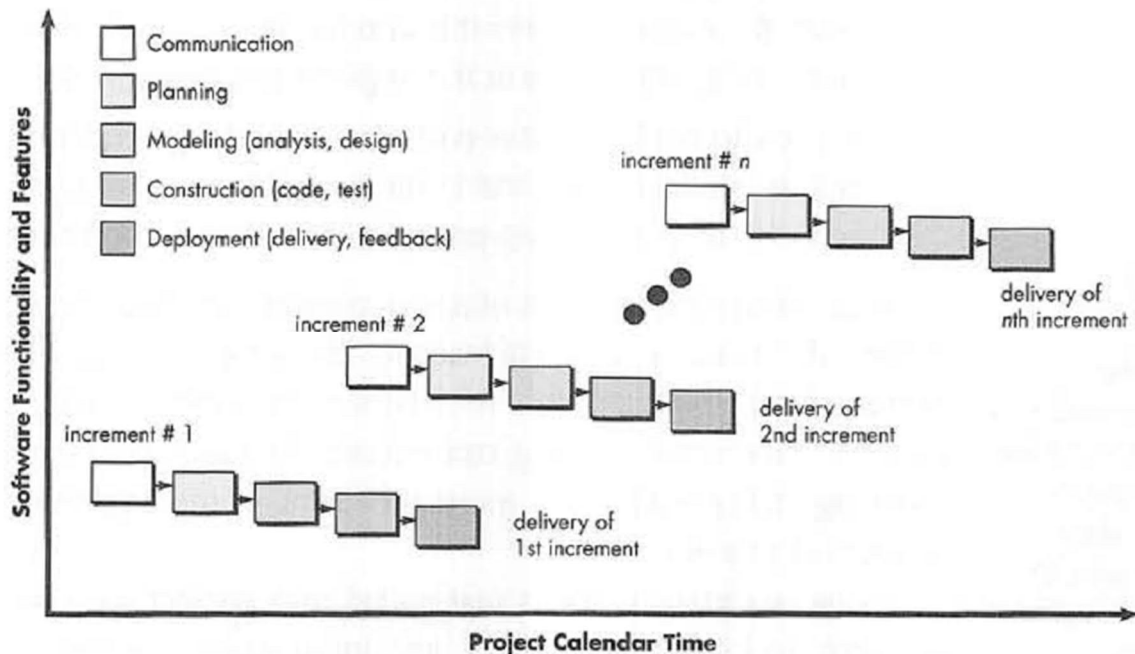 Software Functionality and Features
Communication
Planning
Modeling (analysis, design)
Construction (code, test)
Deployment (delivery, feedback)
increment # n
delivery of
nth increment
increment # 2
delivery of
2nd increment
increment # 1
delivery of
1st increment
Project Calendar Time